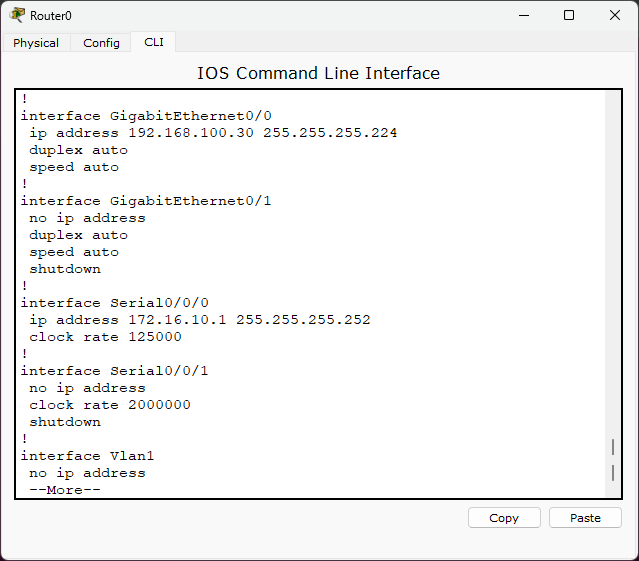 Router0
Physical Config CLI
IOS Command Line Interface
!
interface GigabitEthernet0/0
 ip address 192.168.100.30 255.255.255.224
 duplex auto
 speed auto
!
interface GigabitEthernet0/1
 no ip address
 duplex auto
 speed auto
 shutdown
!
interface Serial0/0/0
 ip address 172.16.10.1 255.255.255.252
 clock rate 125000
!
interface Serial0/0/1
 no ip address
 clock rate 2000000
 shutdown
!
interface Vlan1
 no ip address
 --More--
Copy Paste